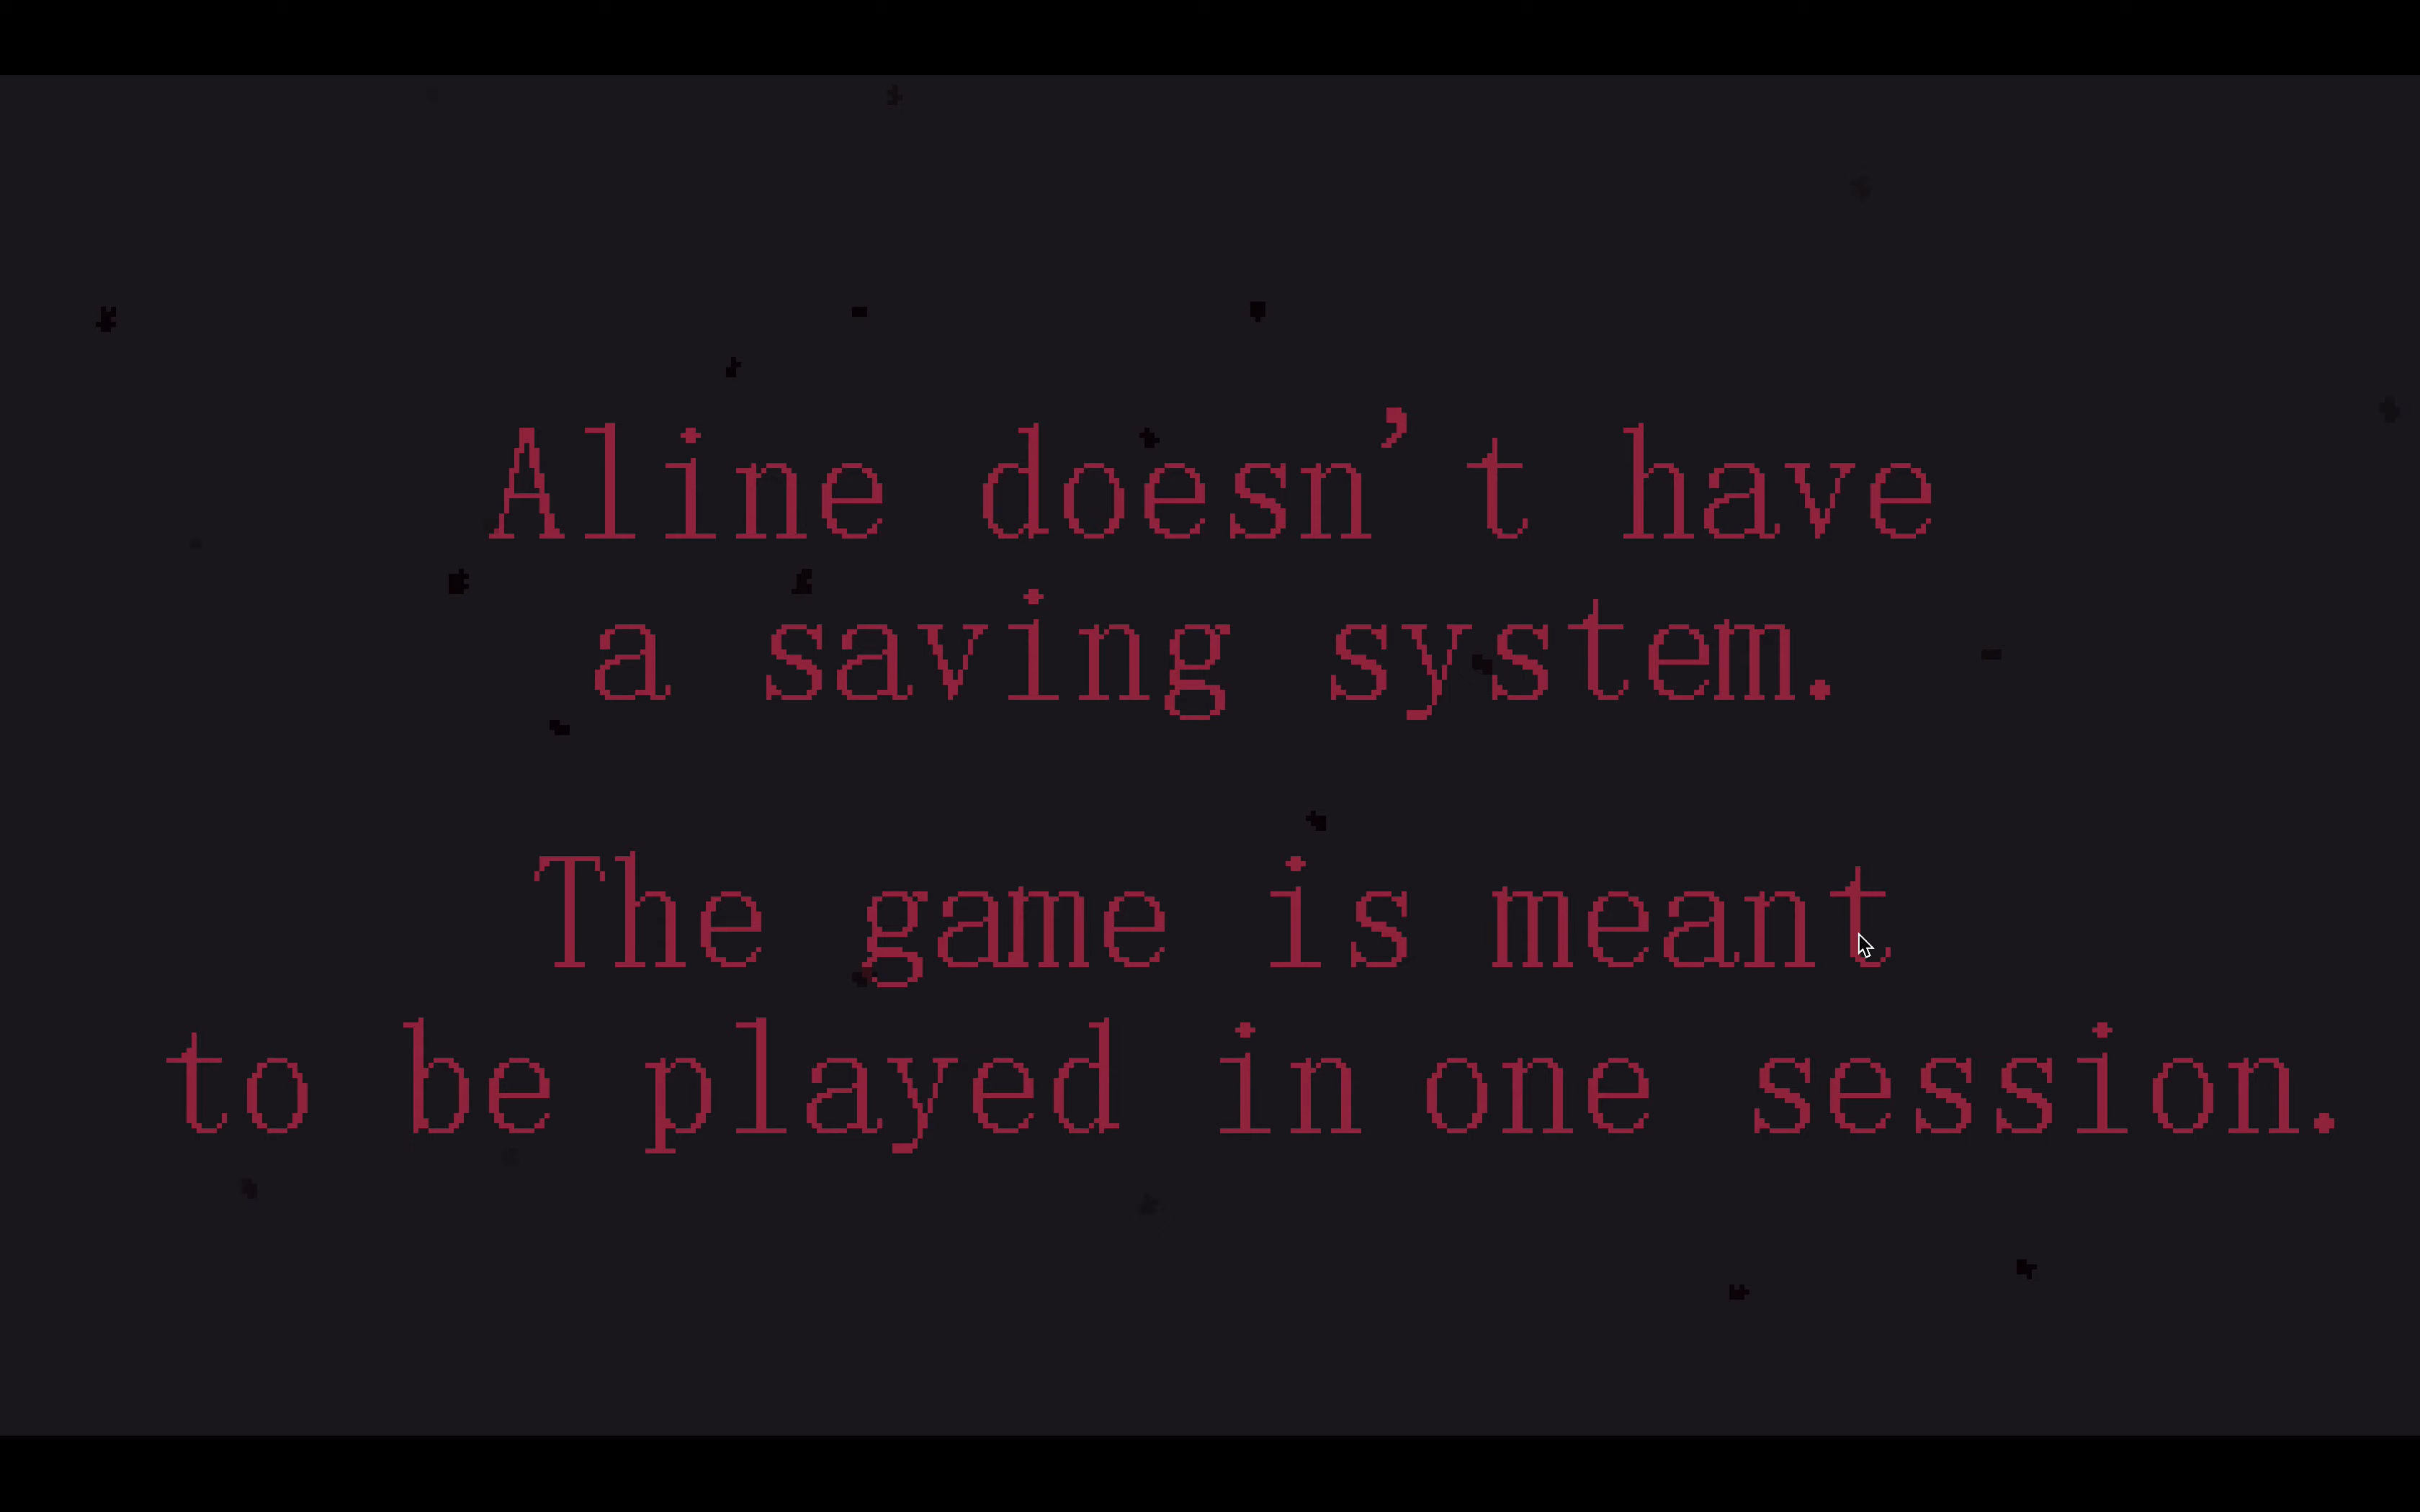 Aline doesn’t have
a saving system.
The game is meant
to be played in one session.